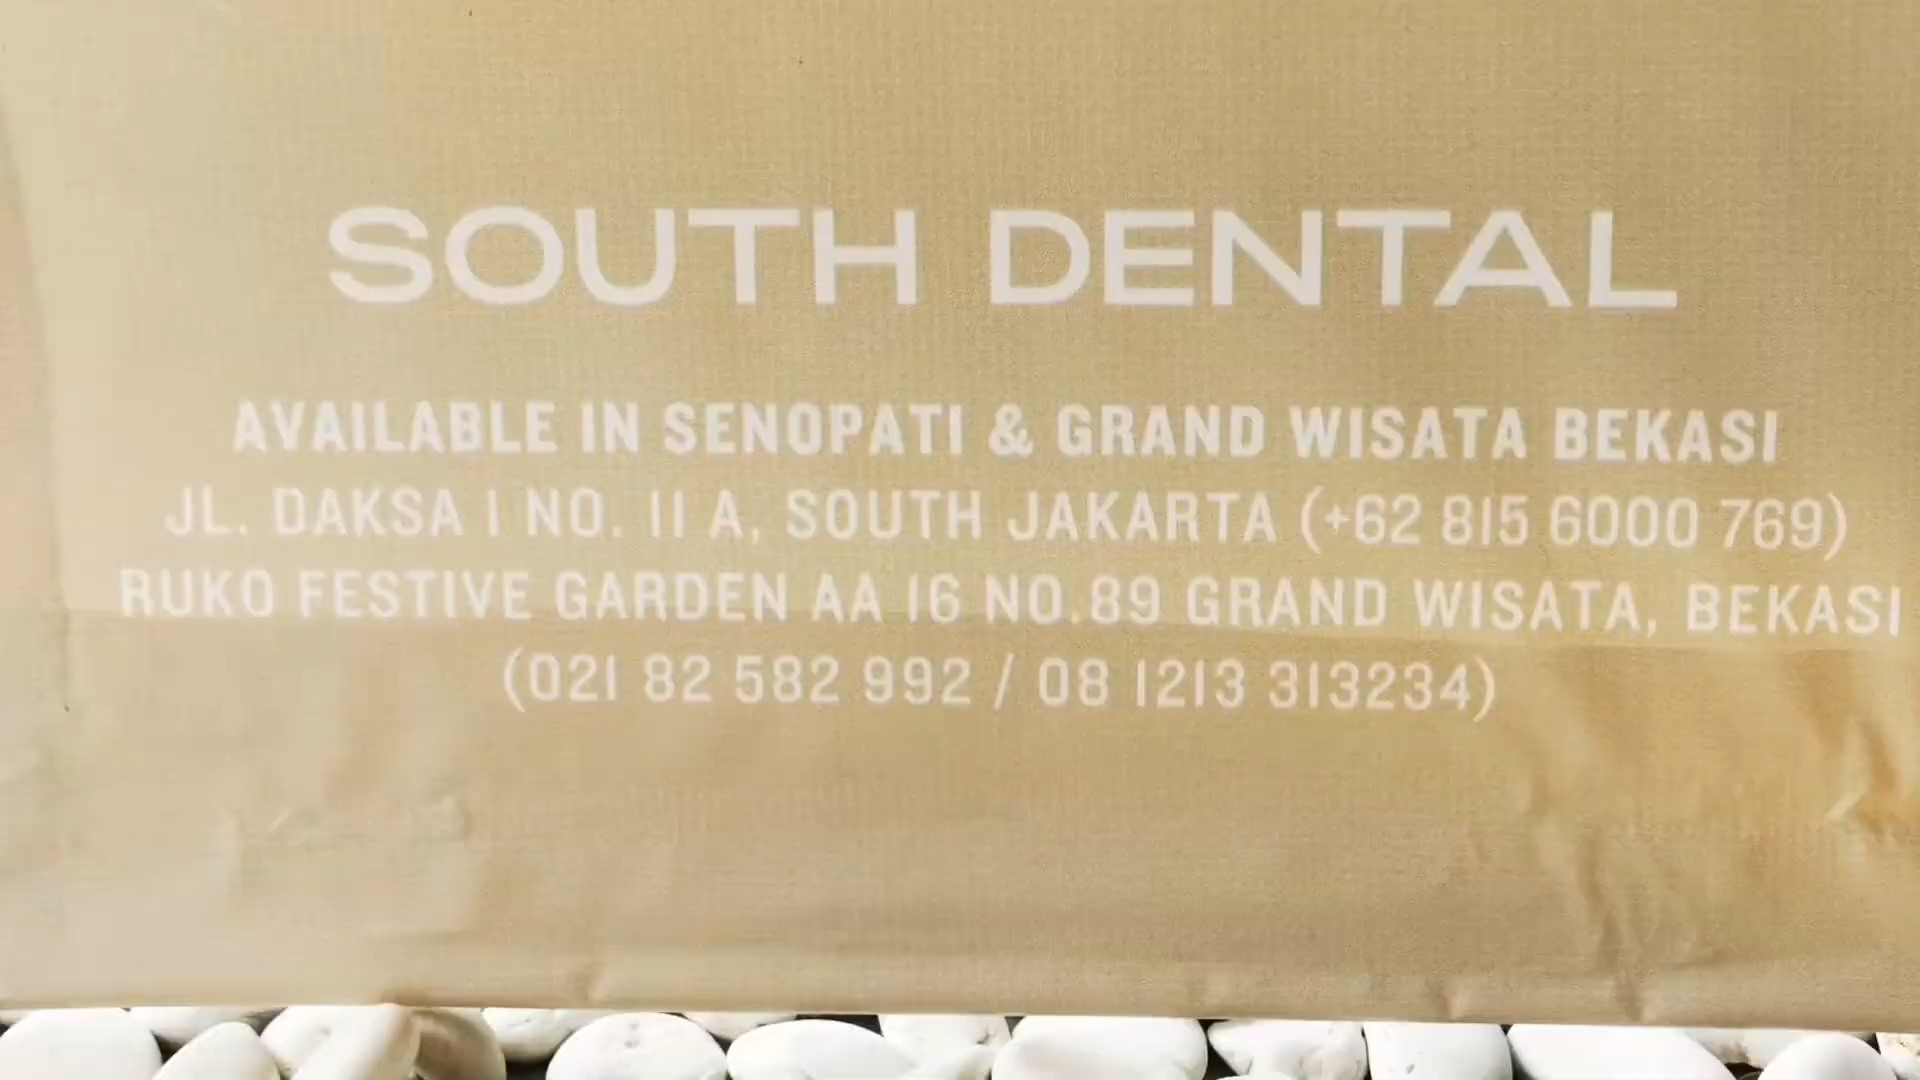 SOUTH DENTAL
AVAILABLE IN SENOPATI & GRAND WISATA BEKASI
JL. DAKSA I NO. 11 A, SOUTH JAKARTA (+62 815 6000 769)
RUKO FESTIVE GARDEN AA 16 NO.89 GRAND WISATA, BEKASI
(021 82 582 992 / 08 1213 313234)